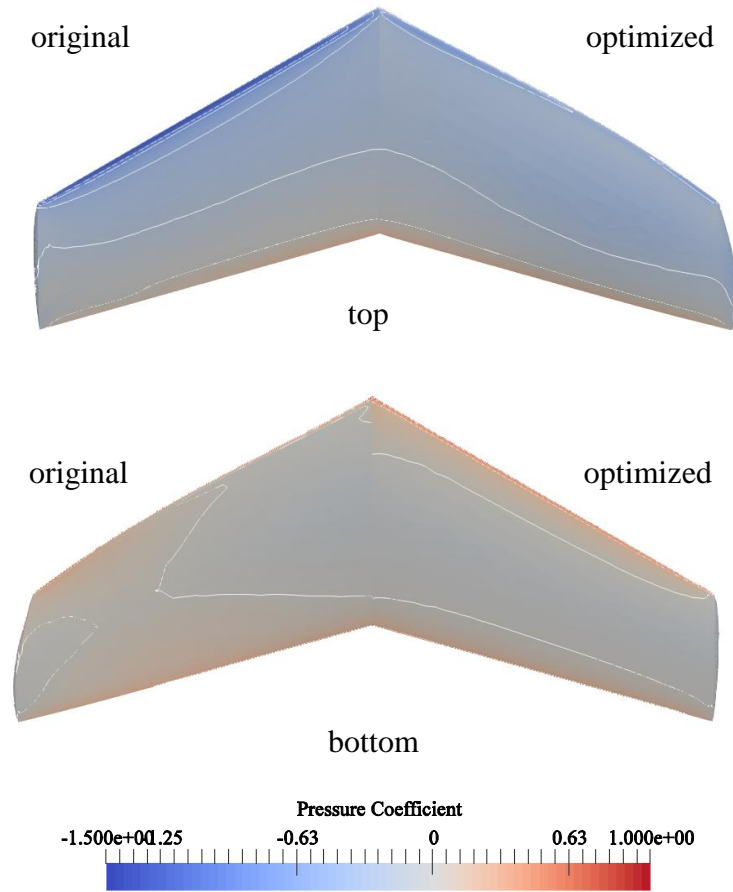 original optimized
top
original optimized
bottom
Pressure Coefficient
-1.500e+00 -1.25 -0.63 0 0.63 1.000e+00